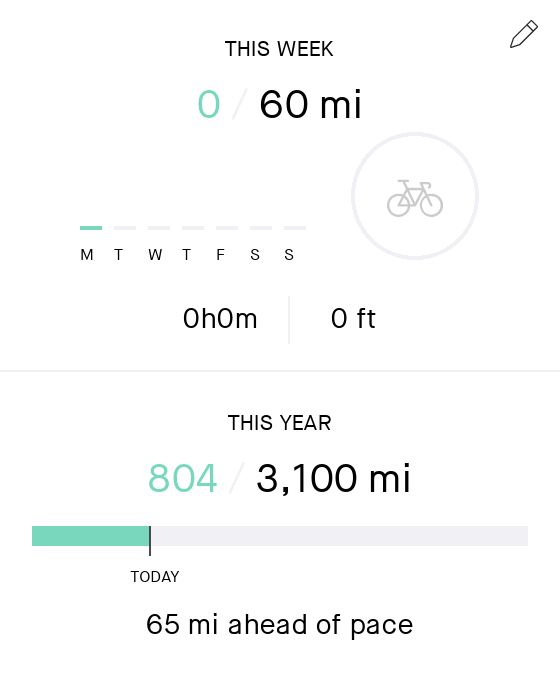 THIS WEEK
0 / 60 mi
M T W T F S S
0h0m 0 ft
THIS YEAR
804 / 3,100 mi
TODAY
65 mi ahead of pace